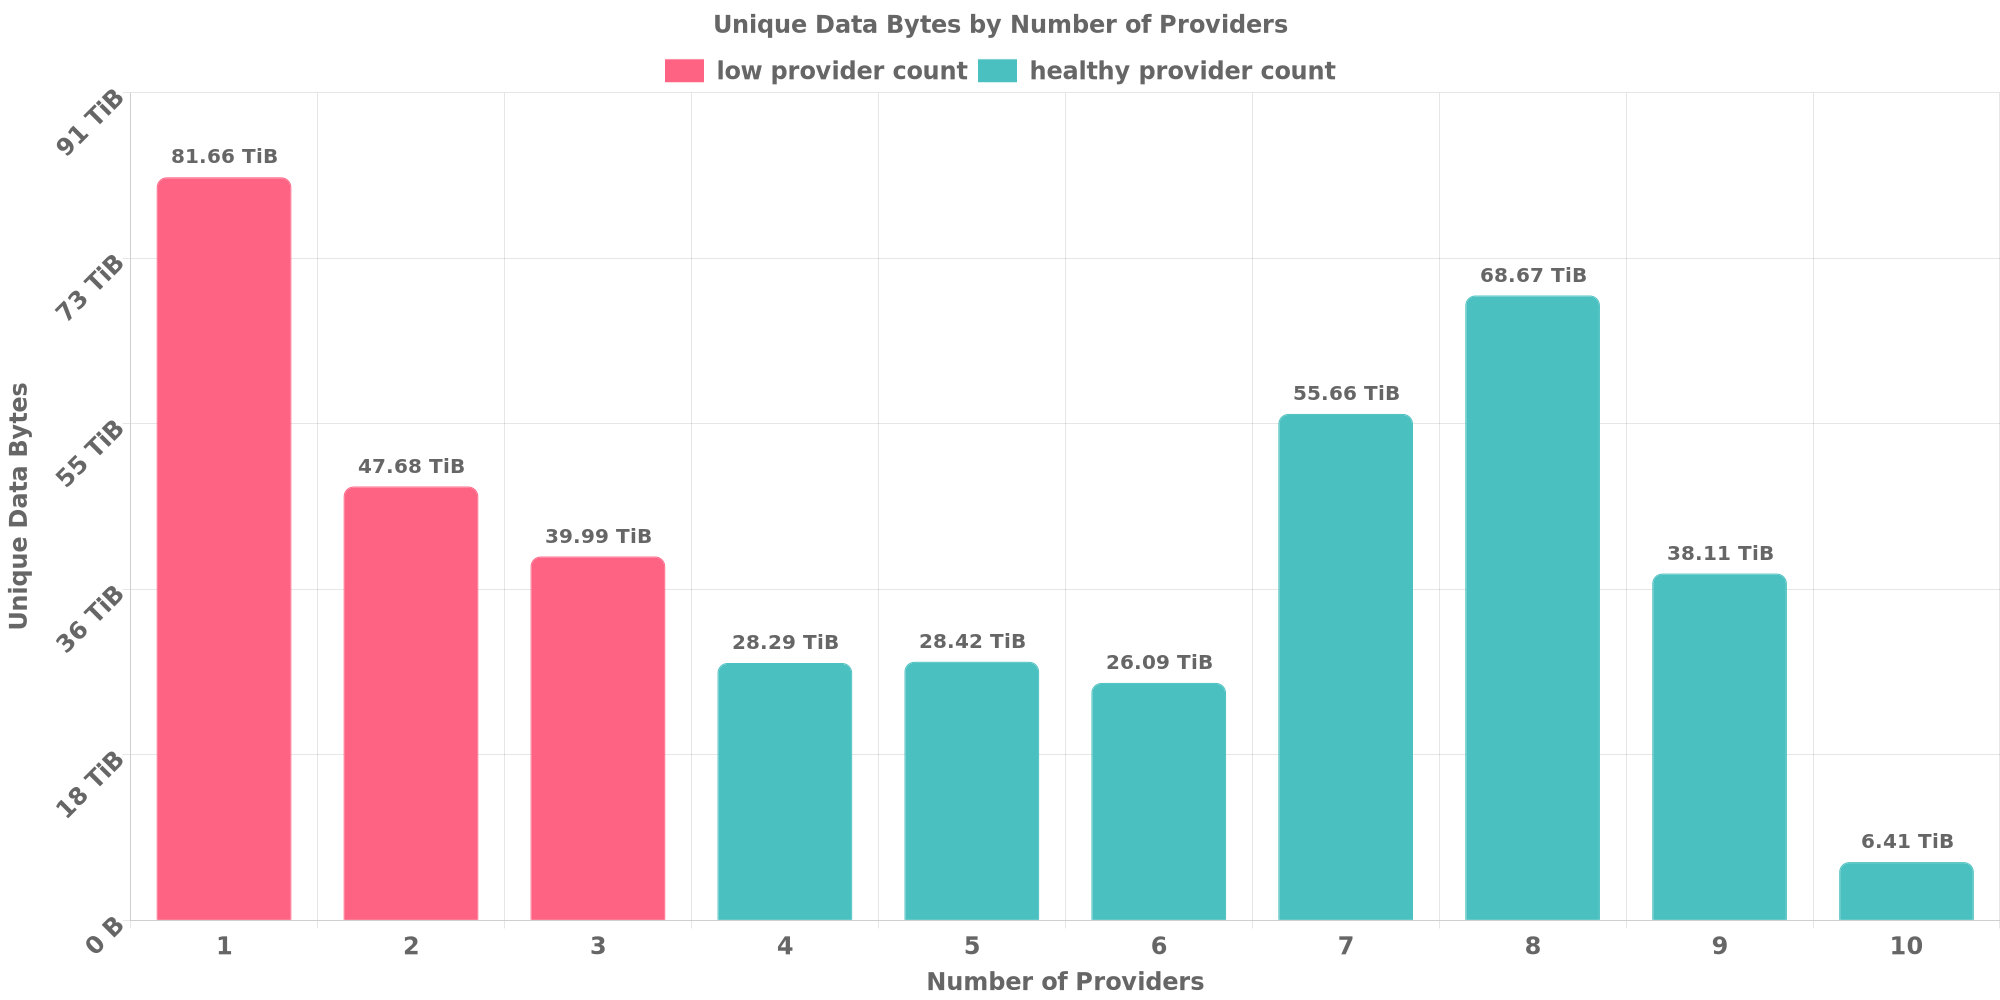 Unique Data Bytes by Number of Providers
low provider count healthy provider count
91 TiB
73 TiB
55 TiB
36 TiB
18 TiB
0 B
Unique Data Bytes
81.66 TiB
47.68 TiB
39.99 TiB
28.29 TiB
28.42 TiB
26.09 TiB
55.66 TiB
68.67 TiB
38.11 TiB
6.41 TiB
1 2 3 4 5 6 7 8 9 10
Number of Providers